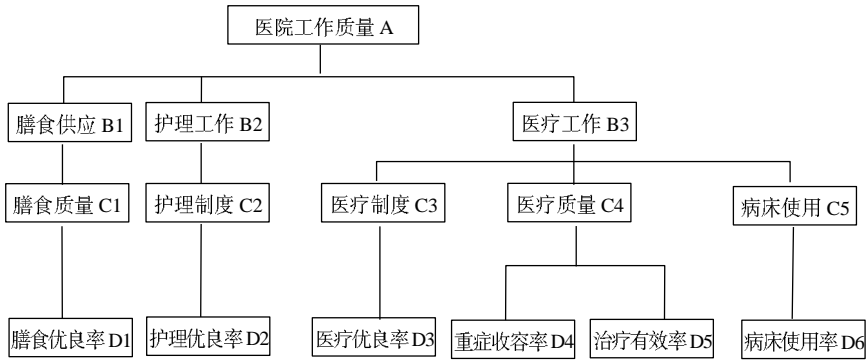 医院工作质量 A
膳食供应 B1
护理工作 B2
医疗工作 B3
膳食质量 C1
护理制度 C2
医疗制度 C3
医疗质量 C4
病床使用 C5
膳食优良率 D1
护理优良率 D2
医疗优良率 D3
重症收容率 D4
治疗有效率 D5
病床使用率 D6